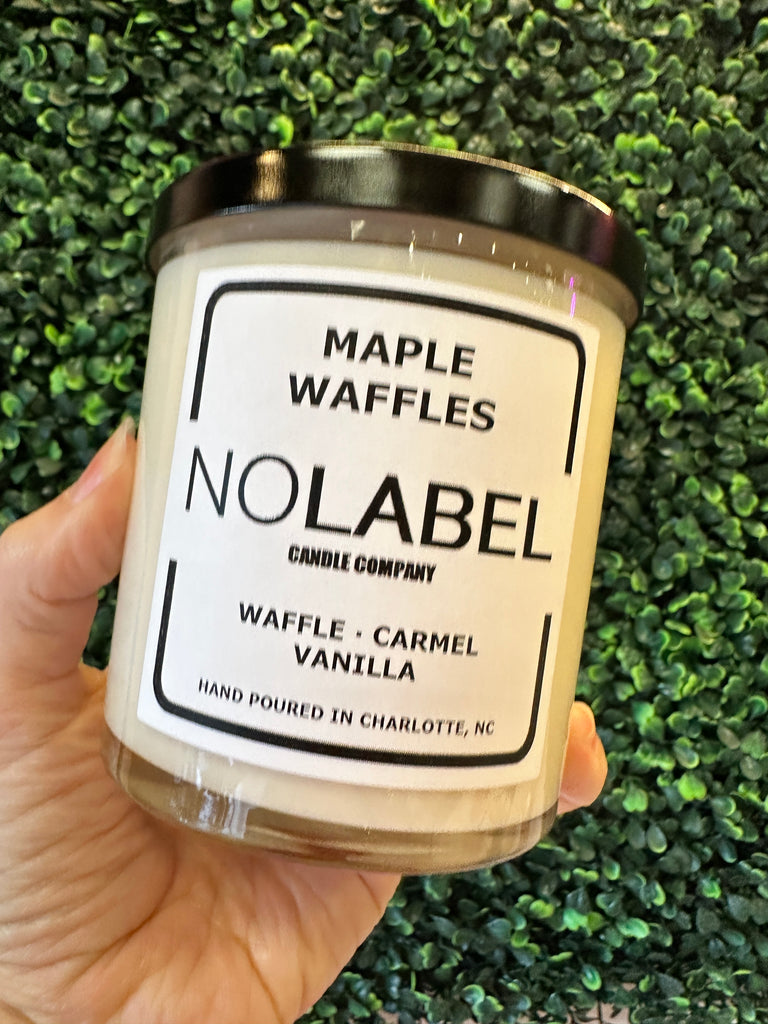 MAPLE
WAFFLES
NOLABEL
CANDLE COMPANY
WAFFLE · CARMEL
VANILLA
HAND POURED IN CHARLOTTE, NC